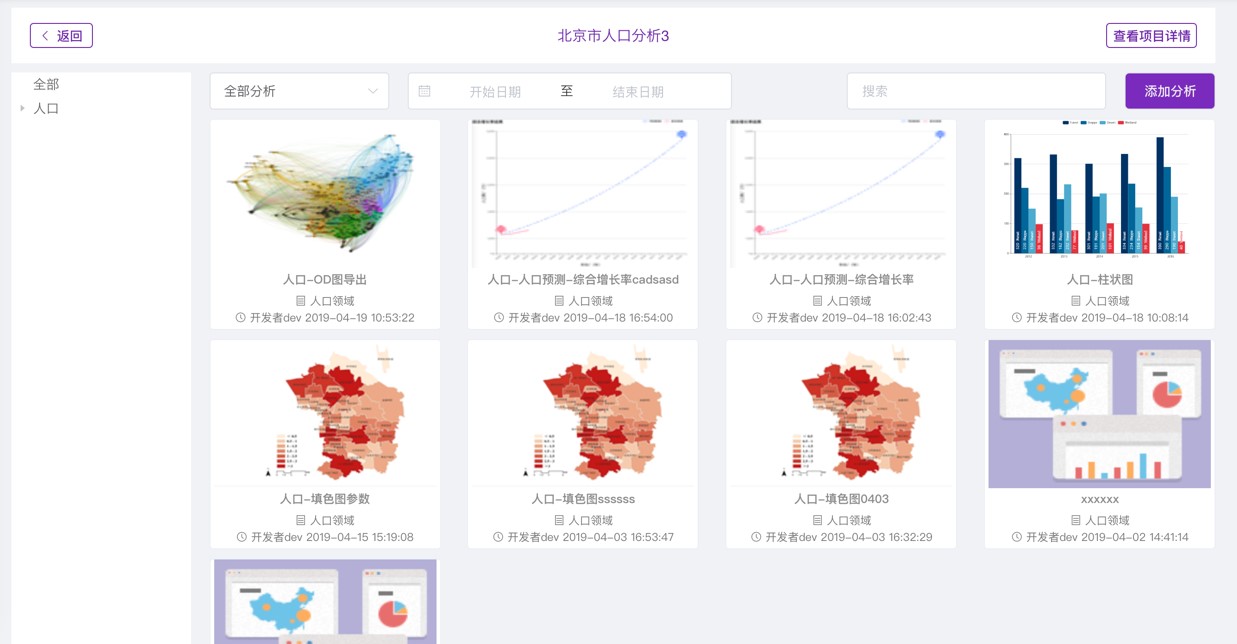 返回
北京市人口分析3
查看项目详情
全部
人口
全部分析
开始日期 至 结束日期
搜索
添加分析
人口-OD图导出
人口领域
开发者dev 2019-04-19 10:53:22
人口-人口预测-综合增长率cadsasd
人口领域
开发者dev 2019-04-18 16:54:00
人口-人口预测-综合增长率
人口领域
开发者dev 2019-04-18 16:02:43
人口-柱状图
人口领域
开发者dev 2019-04-18 10:08:14
人口-填色图参数
人口领域
开发者dev 2019-04-15 15:19:08
人口-填色图ssssss
人口领域
开发者dev 2019-04-03 16:53:47
人口-填色图0403
人口领域
开发者dev 2019-04-03 16:32:29
xxxxxx
人口领域
开发者dev 2019-04-02 14:41:14